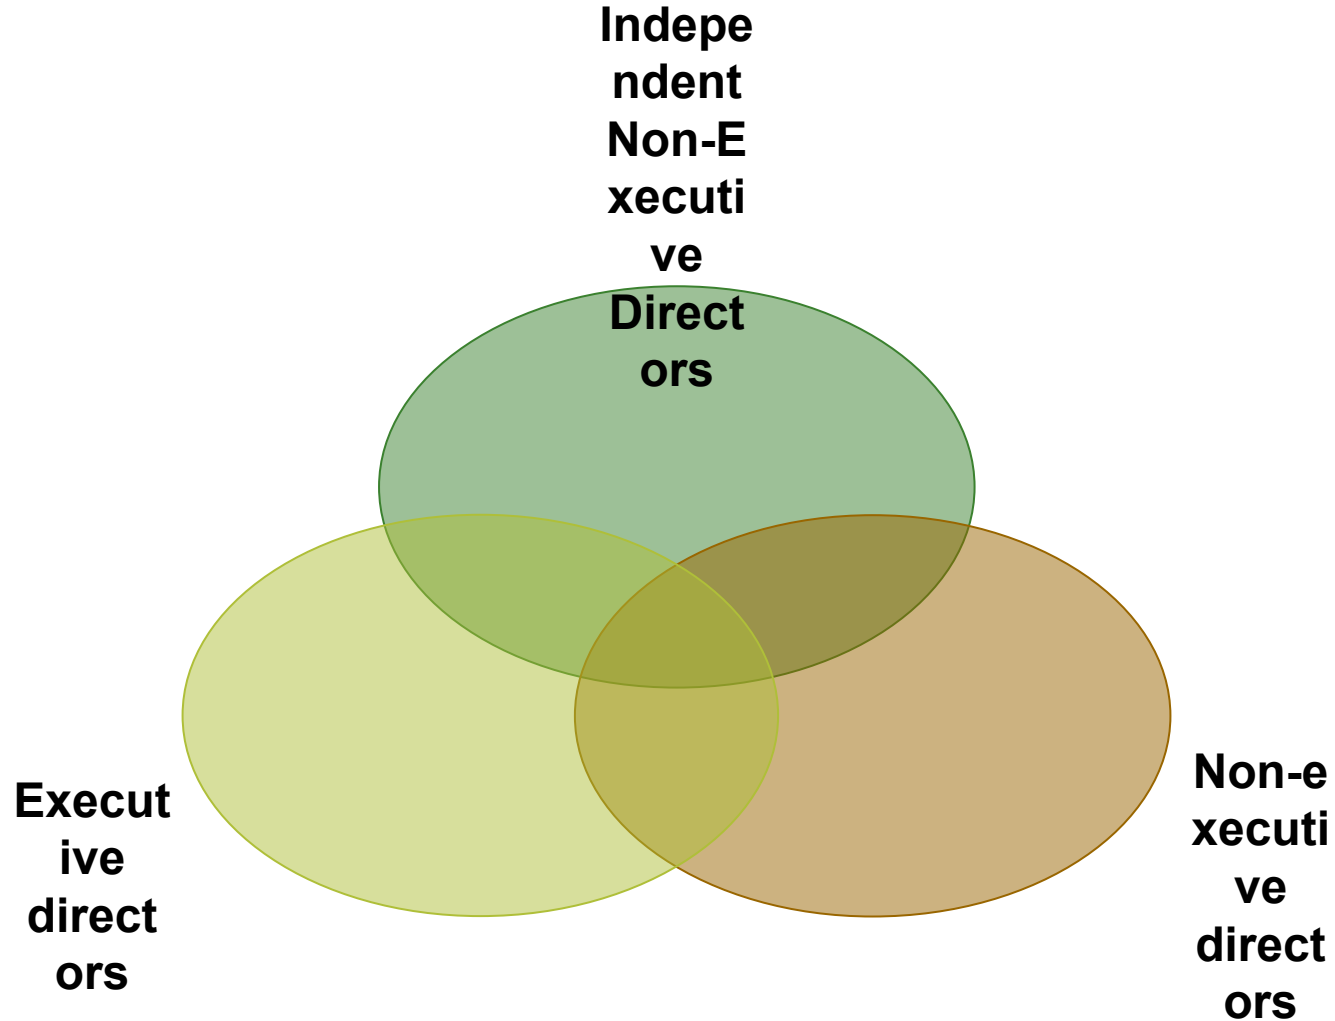 Indepe
ndent
Non-E
xecuti
ve
Direct
ors
Execut
ive
direct
ors
Non-e
xecuti
ve
direct
ors